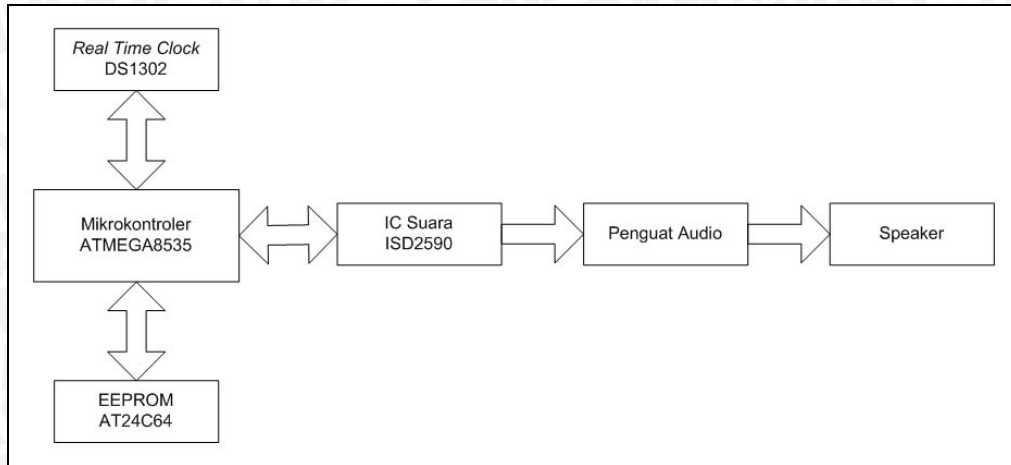 Real Time Clock
DS1302
Mikrokontroler
ATMEGA8535
IC Suara
ISD2590
Penguat Audio
Speaker
EEPROM
AT24C64